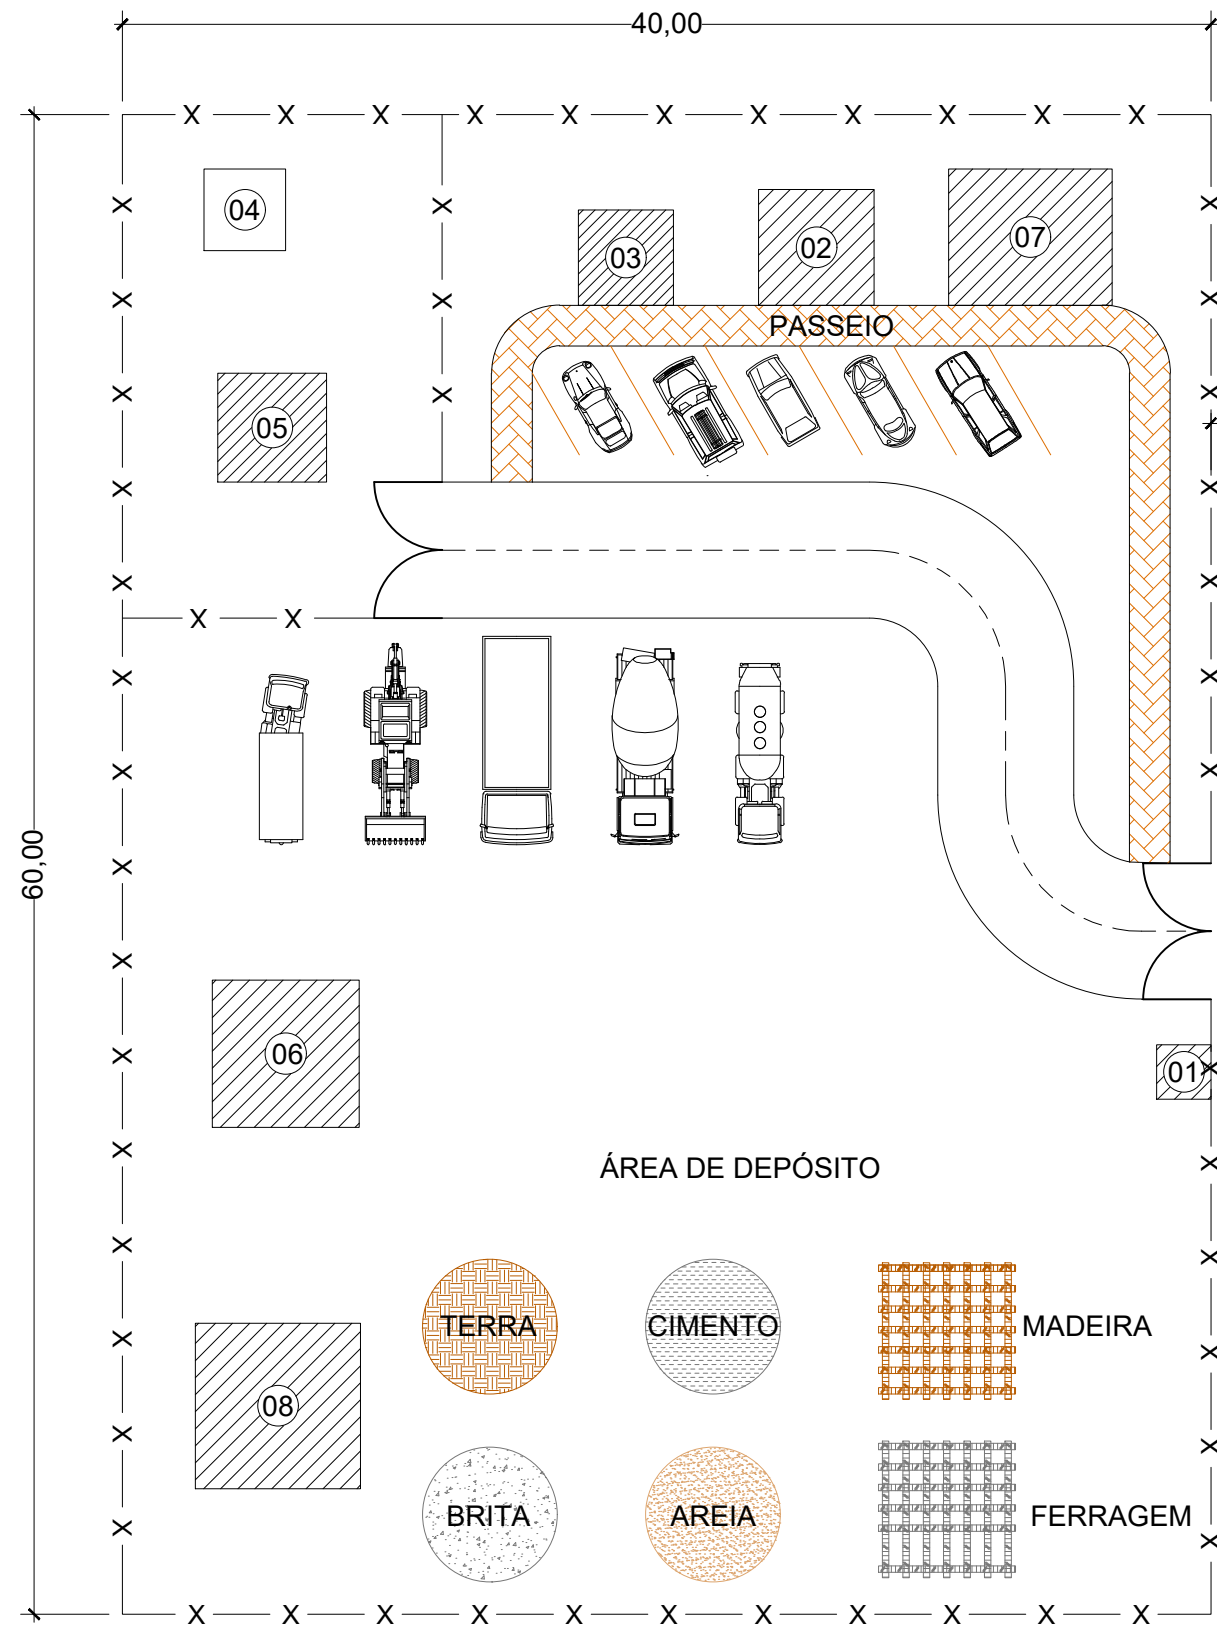 40,00
X X X X X X X X X X X
04
03
02
07
PASSEIO
05
60,00
06
01
ÁREA DE DEPÓSITO
TERRA
CIMENTO
MADEIRA
08
BRITA
AREIA
FERRAGEM
X X X X X X X X X X X